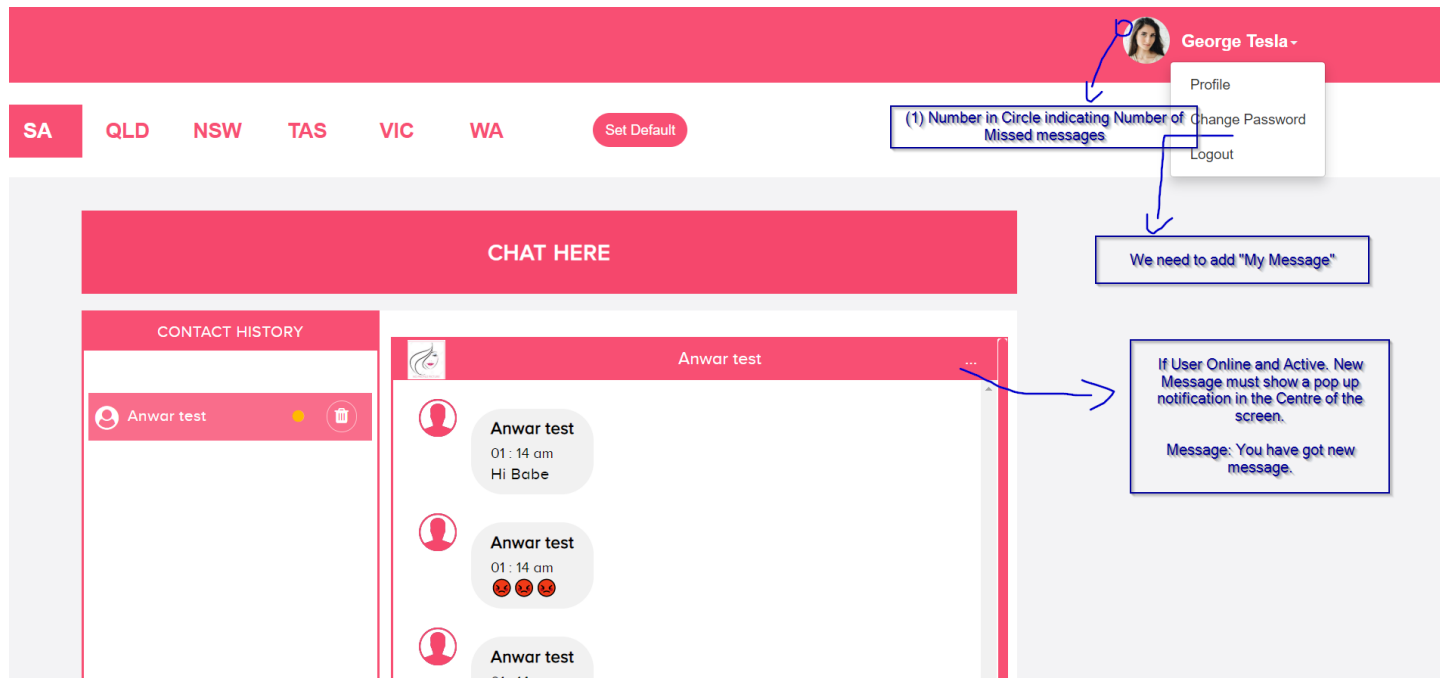 George Tesla
Profile
Change Password
Logout
(1) Number in Circle indicating Number of
Missed messages
SA QLD NSW TAS VIC WA Set Default
We need to add "My Message"
CHAT HERE
CONTACT HISTORY
Anwar test
Anwar test
...
If User Online and Active. New
Message must show a pop up
notification in the Centre of the
screen.
Message: You have got new
message.
Anwar test
01 : 14 am
Hi Babe
Anwar test
01 : 14 am
😡😡😡
Anwar test